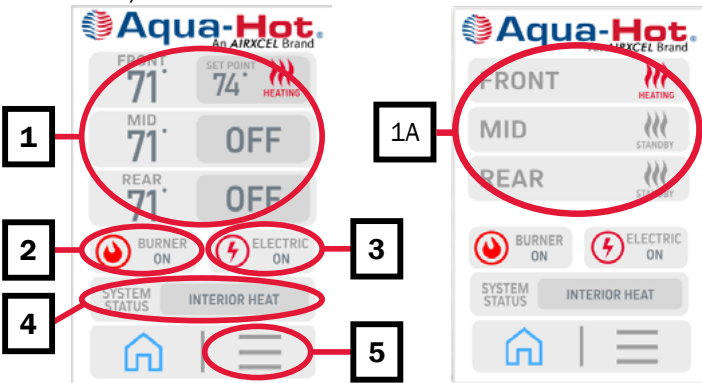 Aqua-Hot.
An AIRXCEL Brand
FRONT
71°
SET POINT
74°
HEATING
MID
71°
OFF
REAR
71°
OFF
BURNER
ON
ELECTRIC
ON
SYSTEM
STATUS
INTERIOR HEAT
1
2
3
4
5
Aqua-Hot.
An AIRXCEL Brand
FRONT
HEATING
MID
STANDBY
REAR
STANDBY
BURNER
ON
ELECTRIC
ON
SYSTEM
STATUS
INTERIOR HEAT
1A